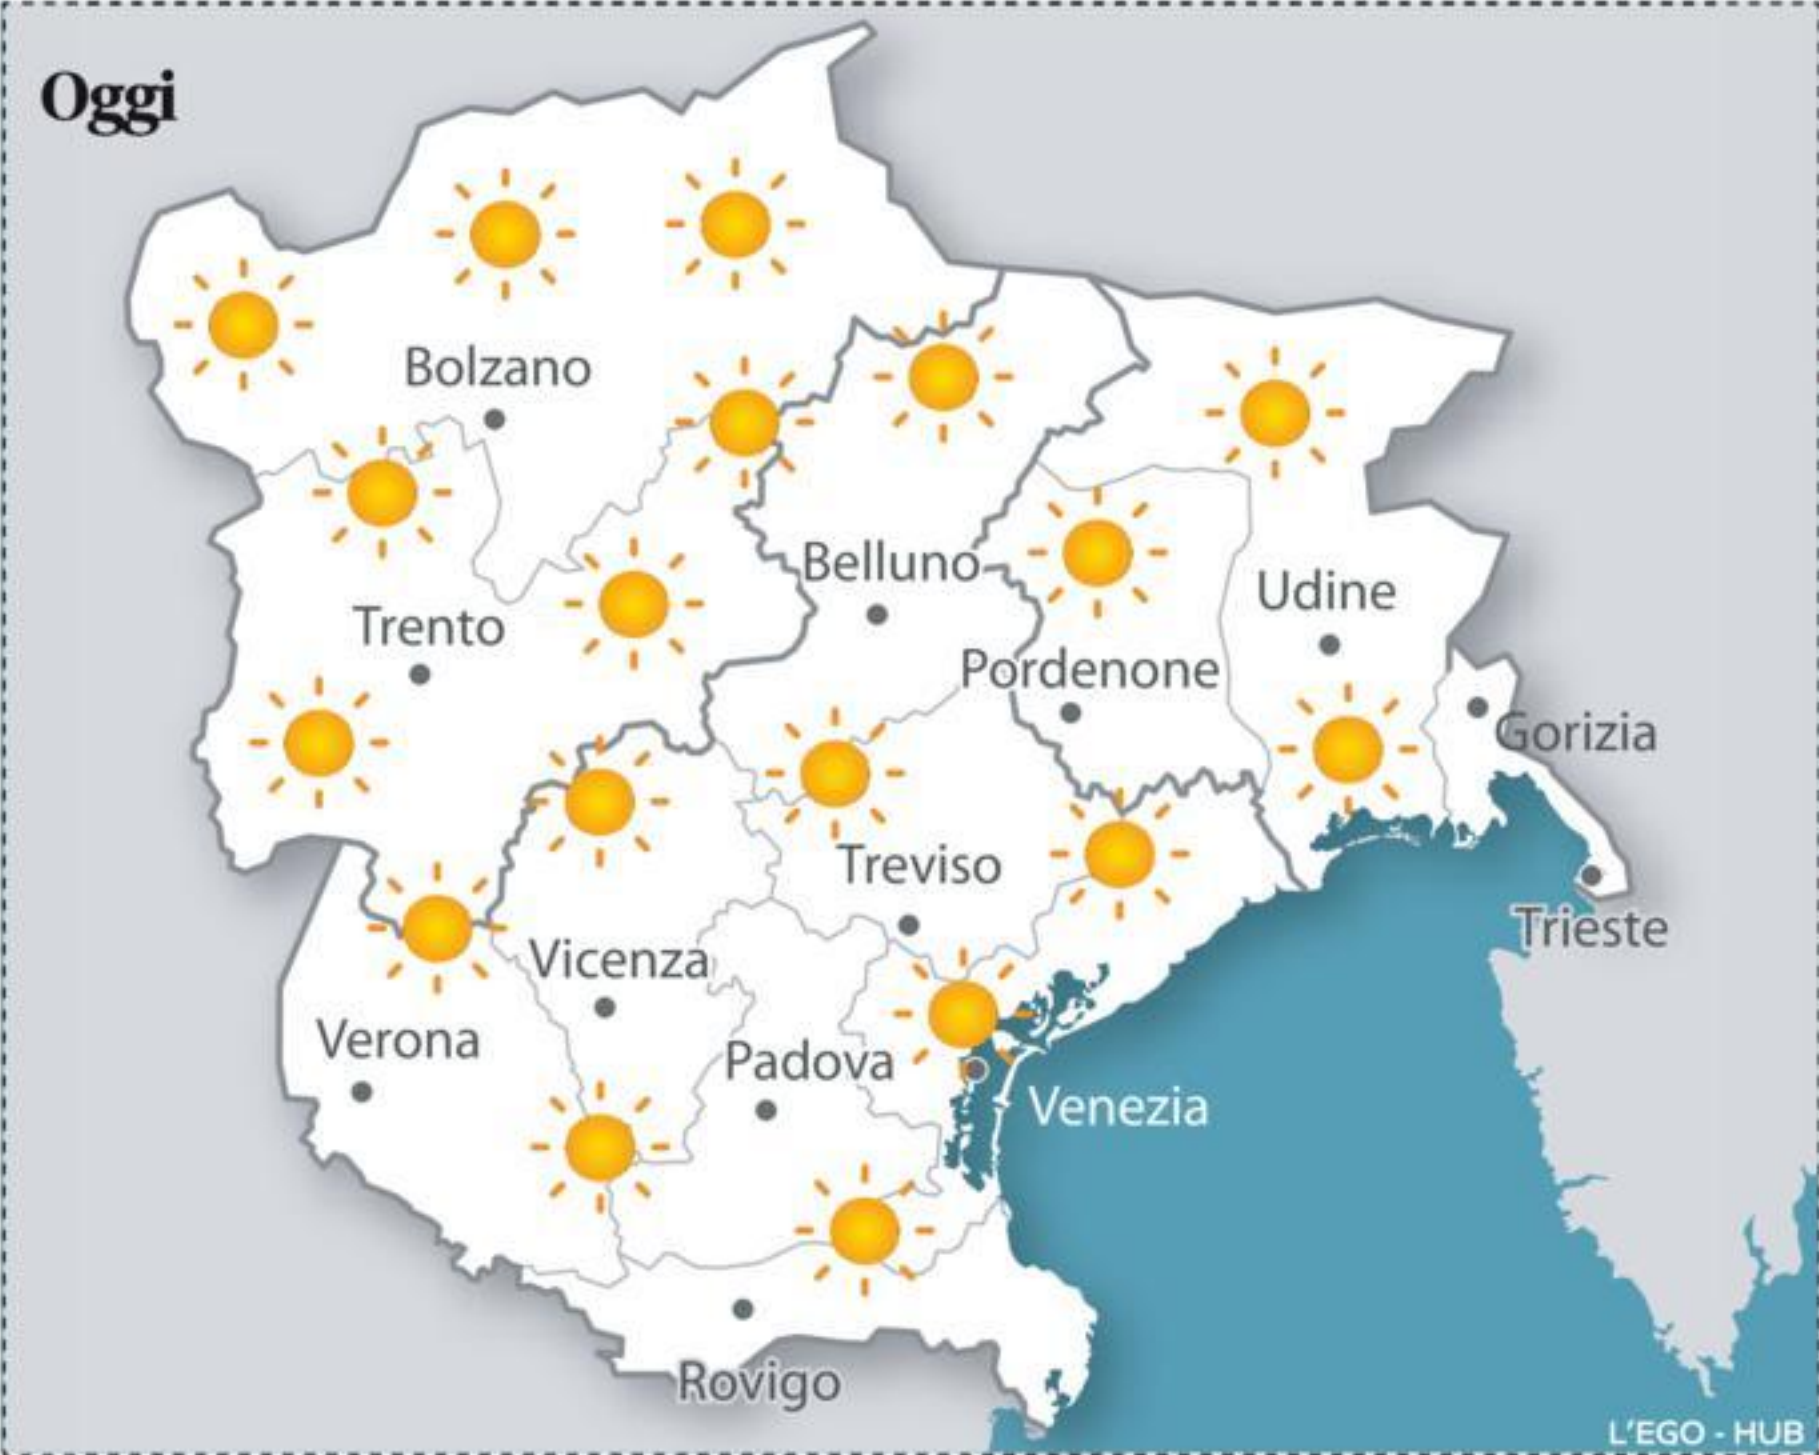 Oggi
Bolzano
Belluno
Udine
Trento
Pordenone
Gorizia
Treviso
Trieste
Vicenza
Verona
Padova
Venezia
Rovigo
L'EGO - HUB